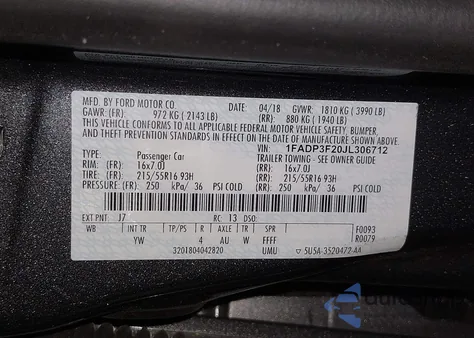 MFD. BY FORD MOTOR CO. DATE: 04/18 GVWR: 1810 KG ( 3990 LB)
GAWR: (FR): 972 KG ( 2143 LB) (RR): 880 KG ( 1940 LB)
THIS VEHICLE CONFORMS TO ALL APPLICABLE FEDERAL MOTOR VEHICLE SAFETY, BUMPER,
AND THEFT PREVENTION STANDARDS IN EFFECT ON THE DATE OF MANUFACTURE SHOWN ABOVE.
VIN: 1FADP3F20JL306712
TYPE: Passenger Car TRAILER TOWING - SEE OWNER GUIDE
RIM: (FR): 16x7.0J (RR): 16x7.0J
TIRES: (FR): 215/55R16 93H (RR): 215/55R16 93H
PRESSURE: (FR): 250 kPa/ 36 PSI COLD (RR): 250 kPa/ 36 PSI COLD
EXT PNT: J7 RC: 13 DSO:
WB INT TR TP/PS R AXLE TR SPR F0093
YW 4 AU W FFFF R0079
3201804042820 UMU 5U5A-3520472-AA